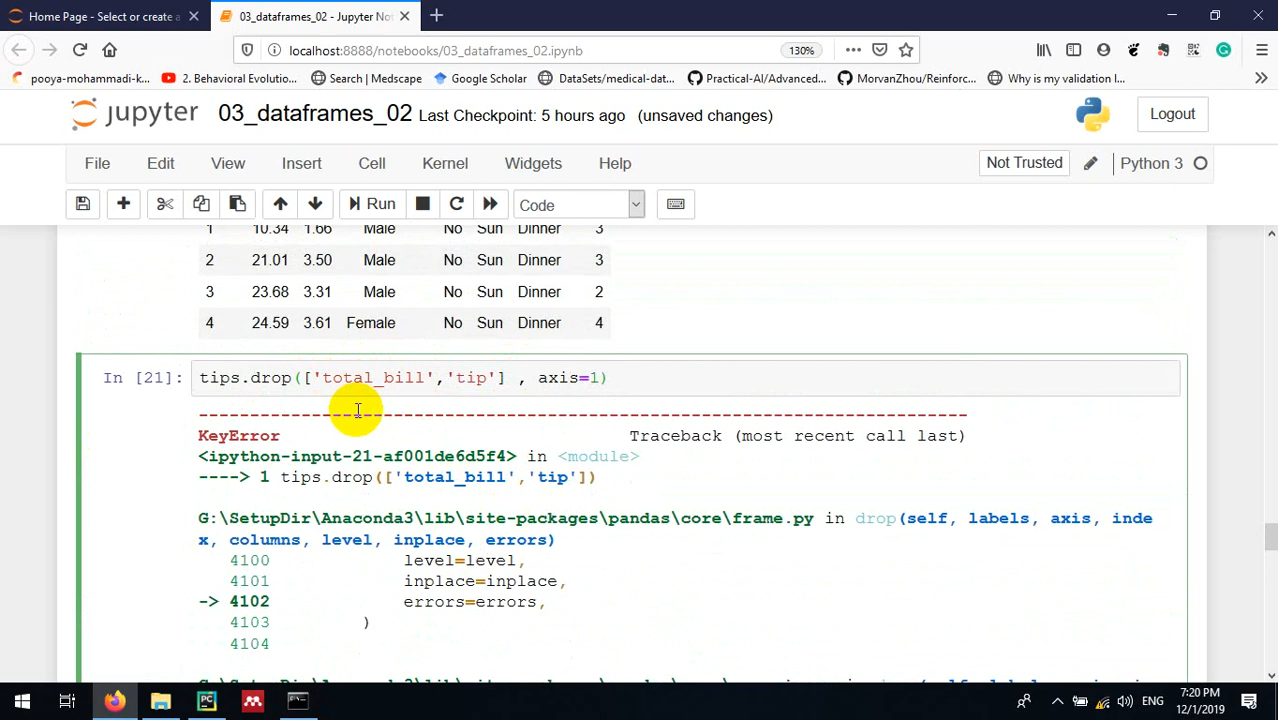 Home Page - Select or create a
03_dataframes_02 - Jupyter Not
localhost:8888/notebooks/03_dataframes_02.ipynb
130%
pooya-mohammadi-k...
2. Behavioral Evolutio...
Search | Medscape
Google Scholar
DataSets/medical-dat...
Practical-AI/Advanced...
MorvanZhou/Reinforc...
Why is my validation l...
jupyter 03_dataframes_02 Last Checkpoint: 5 hours ago (unsaved changes)
Logout
File Edit View Insert Cell Kernel Widgets Help
Not Trusted
Python 3
Run
Code
1 10.34 1.66 Male No Sun Dinner 3
2 21.01 3.50 Male No Sun Dinner 3
3 23.68 3.31 Male No Sun Dinner 2
4 24.59 3.61 Female No Sun Dinner 4
In [21]: tips.drop(['total_bill','tip'] , axis=1)
---------------------------------------------------------------------------
KeyError Traceback (most recent call last)
<ipython-input-21-af001de6d5f4> in <module>
----> 1 tips.drop(['total_bill','tip'])
G:\SetupDir\Anaconda3\lib\site-packages\pandas\core\frame.py in drop(self, labels, axis, inde
x, columns, level, inplace, errors)
4100 level=level,
4101 inplace=inplace,
-> 4102 errors=errors,
4103 )
4104
ENG
7:20 PM
12/1/2019